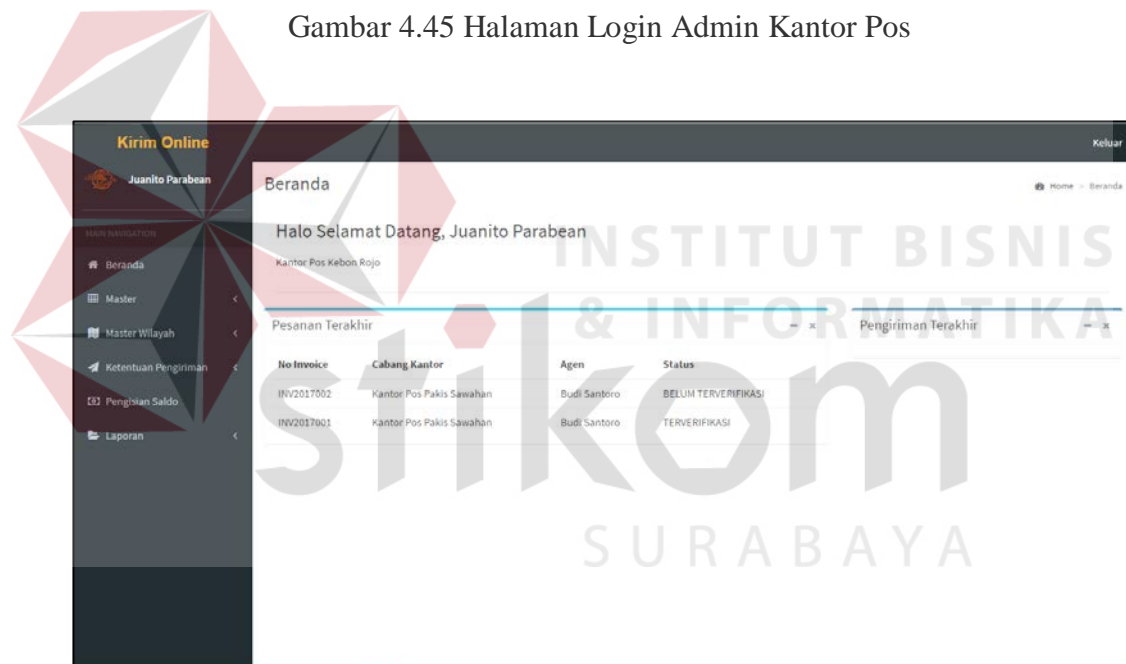 Gambar 4.45 Halaman Login Admin Kantor Pos
Kirim Online
Keluar
Juanito Parabean
Beranda
Home > Beranda
MAIN NAVIGATION
Halo Selamat Datang, Juanito Parabean
Kantor Pos Kebon Rojo
Beranda
Master
Master Wilayah
Ketentuan Pengiriman
Pengisian Saldo
Laporan
Pesanan Terakhir
Pengiriman Terakhir
No Invoice Cabang Kantor Agen Status
INV2017002 Kantor Pos Pakis Sawahan Budi Santoro BELUM TERVERIFIKASI
INV2017001 Kantor Pos Pakis Sawahan Budi Santoro TERVERIFIKASI
INSTITUT BISNIS
& INFORMATIKA
stikom
SURABAYA